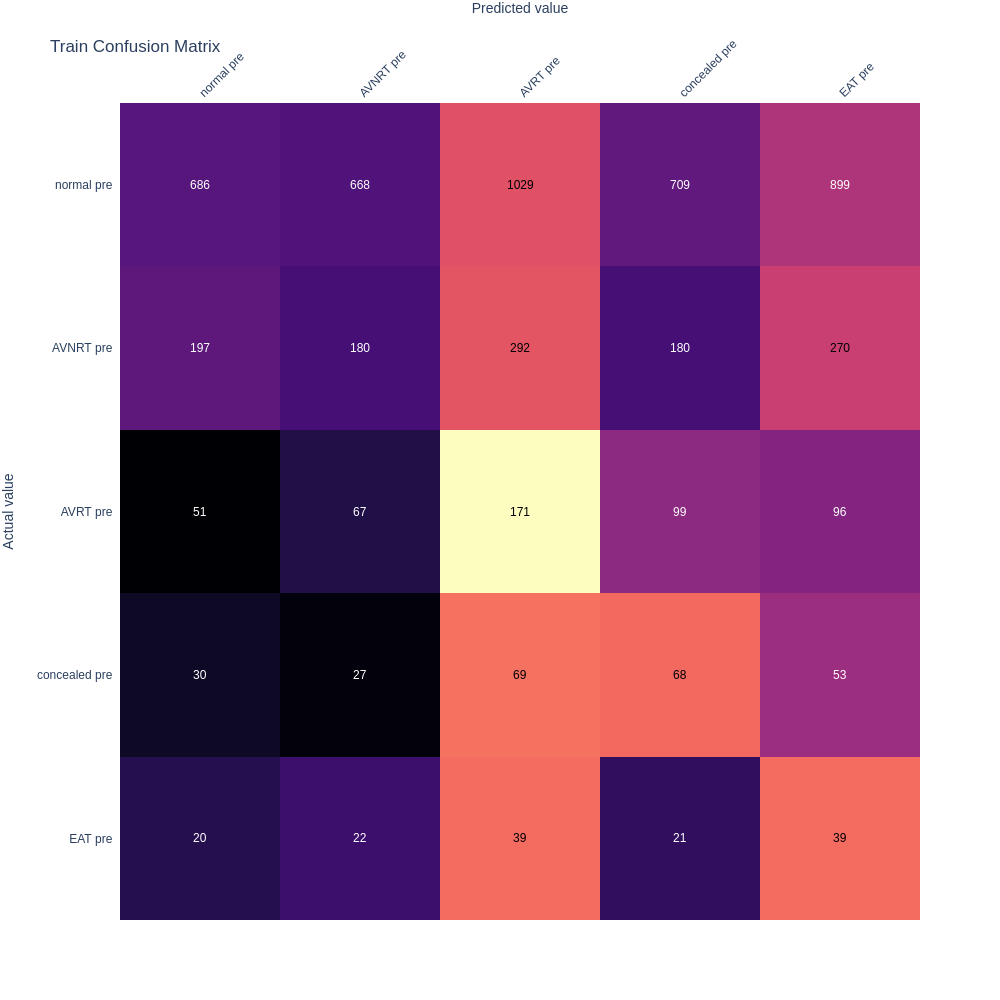 Predicted value
Train Confusion Matrix
normal pre AVNRT pre AVRT pre concealed pre EAT pre
normal pre 686 668 1029 709 899
AVNRT pre 197 180 292 180 270
AVRT pre 51 67 171 99 96
concealed pre 30 27 69 68 53
EAT pre 20 22 39 21 39
Actual value